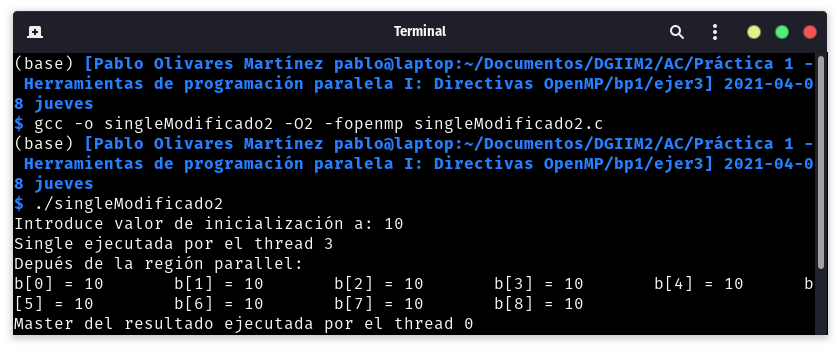 Terminal
(base) [Pablo Olivares Martínez pablo@laptop:~/Documentos/DGIIM2/AC/Práctica 1 -
Herramientas de programación paralela I: Directivas OpenMP/bp1/ejer3] 2021-04-0
8 jueves
$ gcc -o singleModificado2 -O2 -fopenmp singleModificado2.c
(base) [Pablo Olivares Martínez pablo@laptop:~/Documentos/DGIIM2/AC/Práctica 1 -
Herramientas de programación paralela I: Directivas OpenMP/bp1/ejer3] 2021-04-0
8 jueves
$ ./singleModificado2
Introduce valor de inicialización a: 10
Single ejecutada por el thread 3
Depués de la región parallel:
b[0] = 10       b[1] = 10       b[2] = 10       b[3] = 10       b[4] = 10      b
[5] = 10        b[6] = 10       b[7] = 10       b[8] = 10
Master del resultado ejecutada por el thread 0